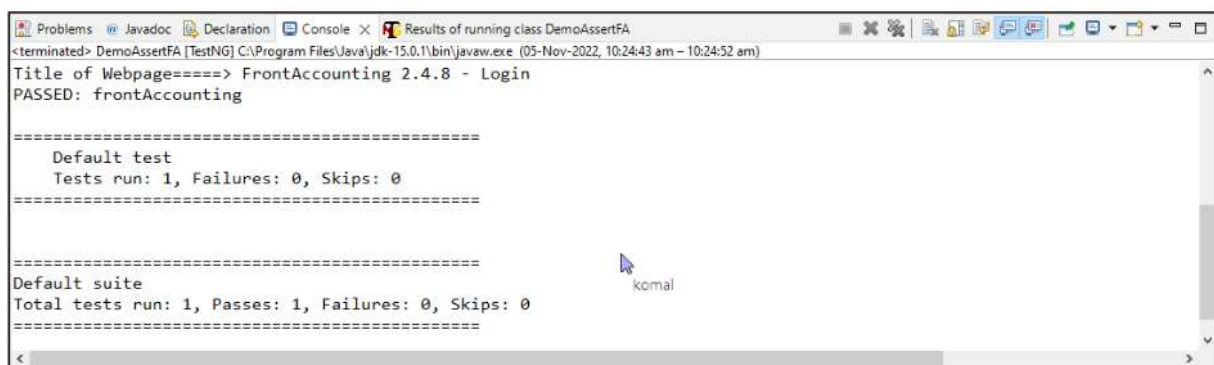 Problems @ Javadoc Declaration Console Results of running class DemoAssertFA
<terminated> DemoAssertFA [TestNG] C:\Program Files\Java\jdk-15.0.1\bin\javaw.exe (05-Nov-2022, 10:24:43 am – 10:24:52 am)
Title of Webpage=====> FrontAccounting 2.4.8 - Login
PASSED: frontAccounting
===============================================
Default test
Tests run: 1, Failures: 0, Skips: 0
===============================================
===============================================
Default suite
komal
Total tests run: 1, Passes: 1, Failures: 0, Skips: 0
===============================================